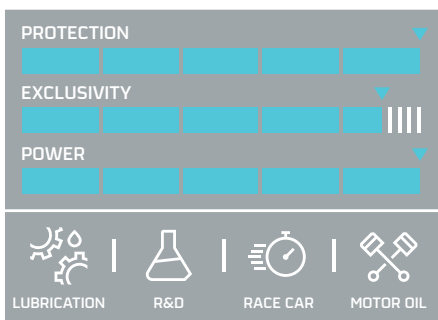 PROTECTION
EXCLUSIVITY
POWER
LUBRICATION R&D RACE CAR MOTOR OIL